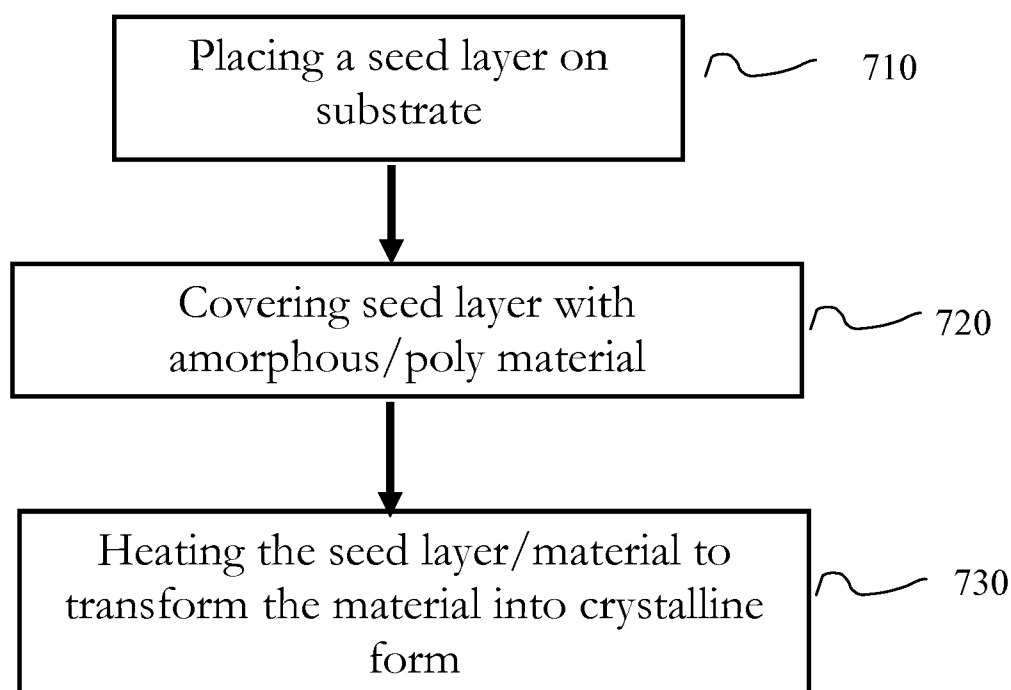 Placing a seed layer on
substrate
710
Covering seed layer with
amorphous/poly material
720
Heating the seed layer/material to
transform the material into crystalline
form
730